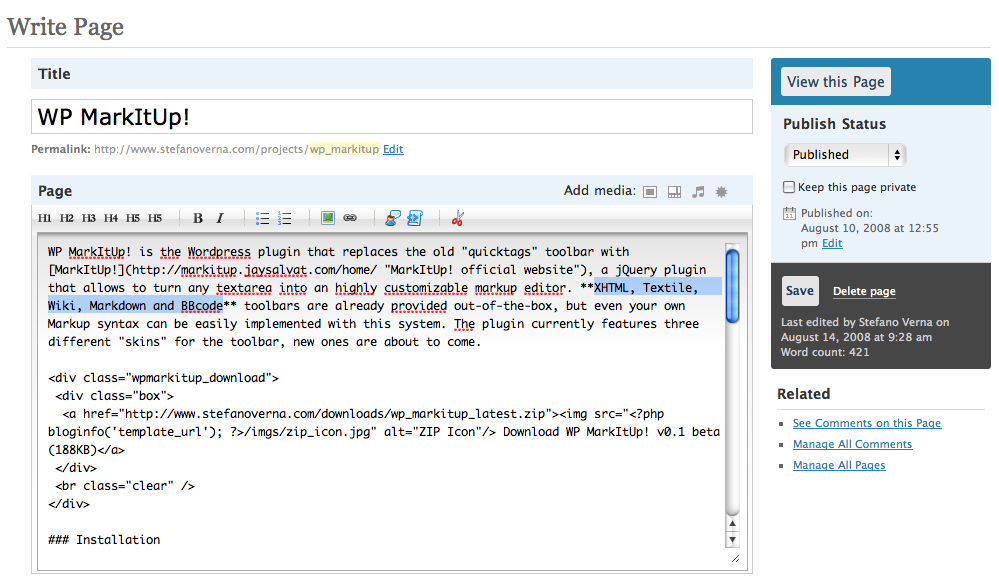 Write Page
Title
WP MarkItUp!
Permalink: http://www.stefanoverna.com/projects/wp_markitup Edit
Page
Add media:
H1 H2 H3 H4 H5 H5 B I
WP MarkItUp! is the Wordpress plugin that replaces the old "quicktags" toolbar with
[MarkItUp!](http://markitup.jaysalvat.com/home/ "MarkItUp! official website"), a jQuery plugin
that allows to turn any textarea into an highly customizable markup editor. **XHTML, Textile,
Wiki, Markdown and BBcode** toolbars are already provided out-of-the-box, but even your own
Markup syntax can be easily implemented with this system. The plugin currently features three
different "skins" for the toolbar, new ones are about to come.
<div class="wpmarkitup_download">
<div class="box">
<a href="http://www.stefanoverna.com/downloads/wp_markitup_latest.zip"><img src="<?php
bloginfo('template_url'); ?>/imgs/zip_icon.jpg" alt="ZIP Icon"/> Download WP MarkItUp! v0.1 beta
(188KB)</a>
</div>
<br class="clear" />
</div>
### Installation
View this Page
Publish Status
Published
Keep this page private
11
Published on:
August 10, 2008 at 12:55
pm Edit
Save Delete page
Last edited by Stefano Verna on
August 14, 2008 at 9:28 am
Word count: 421
Related
See Comments on this Page
Manage All Comments
Manage All Pages